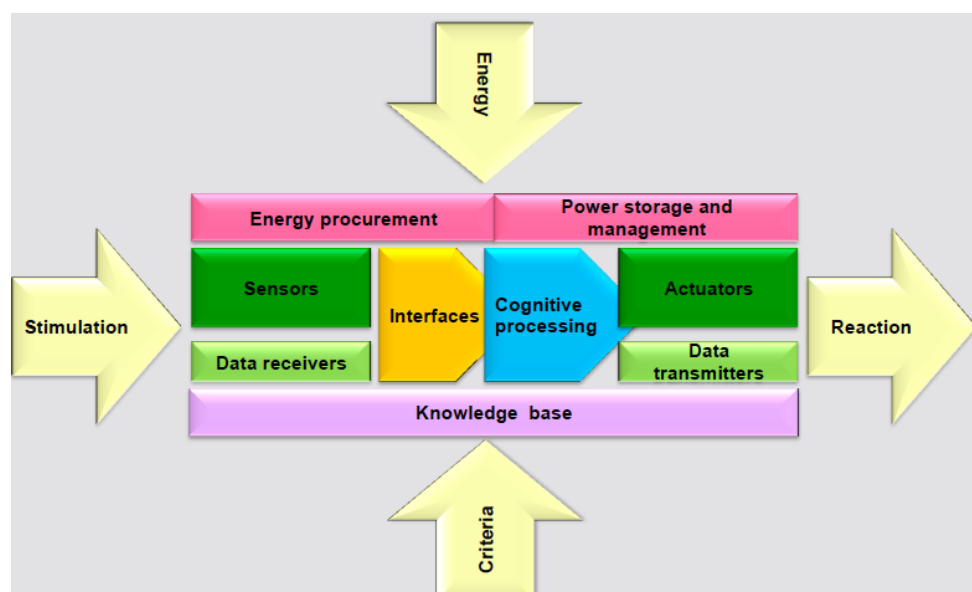 Energy
Energy procurement
Power storage and
management
Stimulation
Sensors
Data receivers
Interfaces
Cognitive
processing
Actuators
Data
transmitters
Reaction
Knowledge base
Criteria